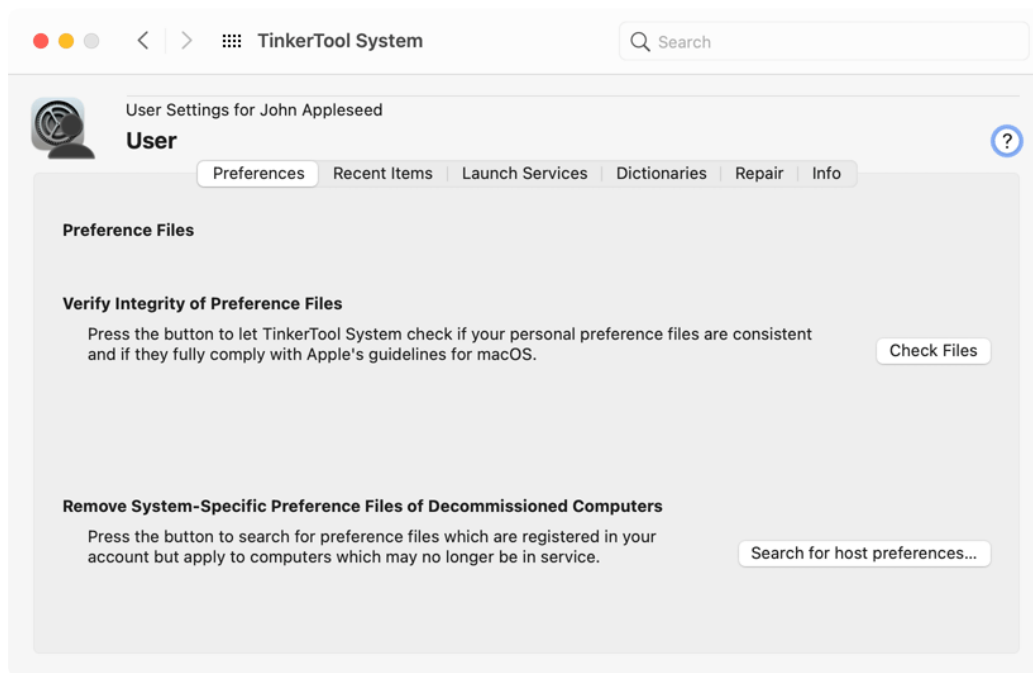 TinkerTool System
Search
User Settings for John Appleseed
User
?
Preferences Recent Items Launch Services Dictionaries Repair Info
Preference Files
Verify Integrity of Preference Files
Press the button to let TinkerTool System check if your personal preference files are consistent
and if they fully comply with Apple's guidelines for macOS.
Check Files
Remove System-Specific Preference Files of Decommissioned Computers
Press the button to search for preference files which are registered in your
account but apply to computers which may no longer be in service.
Search for host preferences...